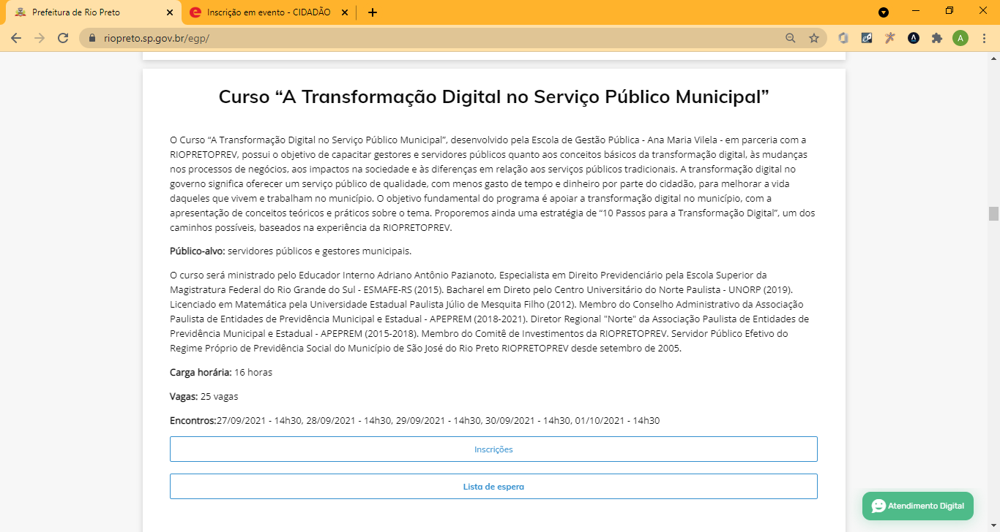 Prefeitura de Rio Preto
Inscrição em evento - CIDADÃO
riopreto.sp.gov.br/egp/
A
Curso “A Transformação Digital no Serviço Público Municipal”
O Curso “A Transformação Digital no Serviço Público Municipal”, desenvolvido pela Escola de Gestão Pública - Ana Maria Vilela - em parceria com a
RIOPRETOPREV, possui o objetivo de capacitar gestores e servidores públicos quanto aos conceitos básicos da transformação digital, às mudanças
nos processos de negócios, aos impactos na sociedade e às diferenças em relação aos serviços públicos tradicionais. A transformação digital no
governo significa oferecer um serviço público de qualidade, com menos gasto de tempo e dinheiro por parte do cidadão, para melhorar a vida
daqueles que vivem e trabalham no município. O objetivo fundamental do programa é apoiar a transformação digital no município, com a
apresentação de conceitos teóricos e práticos sobre o tema. Proporemos ainda uma estratégia de “10 Passos para a Transformação Digital”, um dos
caminhos possíveis, baseados na experiência da RIOPRETOPREV.
Público-alvo: servidores públicos e gestores municipais.
O curso será ministrado pelo Educador Interno Adriano Antônio Pazianoto, Especialista em Direito Previdenciário pela Escola Superior da
Magistratura Federal do Rio Grande do Sul - ESMAFE-RS (2015). Bacharel em Direto pelo Centro Universitário do Norte Paulista - UNORP (2019).
Licenciado em Matemática pela Universidade Estadual Paulista Júlio de Mesquita Filho (2012). Membro do Conselho Administrativo da Associação
Paulista de Entidades de Previdência Municipal e Estadual - APEPREM (2018-2021). Diretor Regional "Norte" da Associação Paulista de Entidades de
Previdência Municipal e Estadual - APEPREM (2015-2018). Membro do Comitê de Investimentos da RIOPRETOPREV. Servidor Público Efetivo do
Regime Próprio de Previdência Social do Município de São José do Rio Preto RIOPRETOPREV desde setembro de 2005.
Carga horária: 16 horas
Vagas: 25 vagas
Encontros:27/09/2021 - 14h30, 28/09/2021 - 14h30, 29/09/2021 - 14h30, 30/09/2021 - 14h30, 01/10/2021 - 14h30
Inscrições
Lista de espera
Atendimento Digital